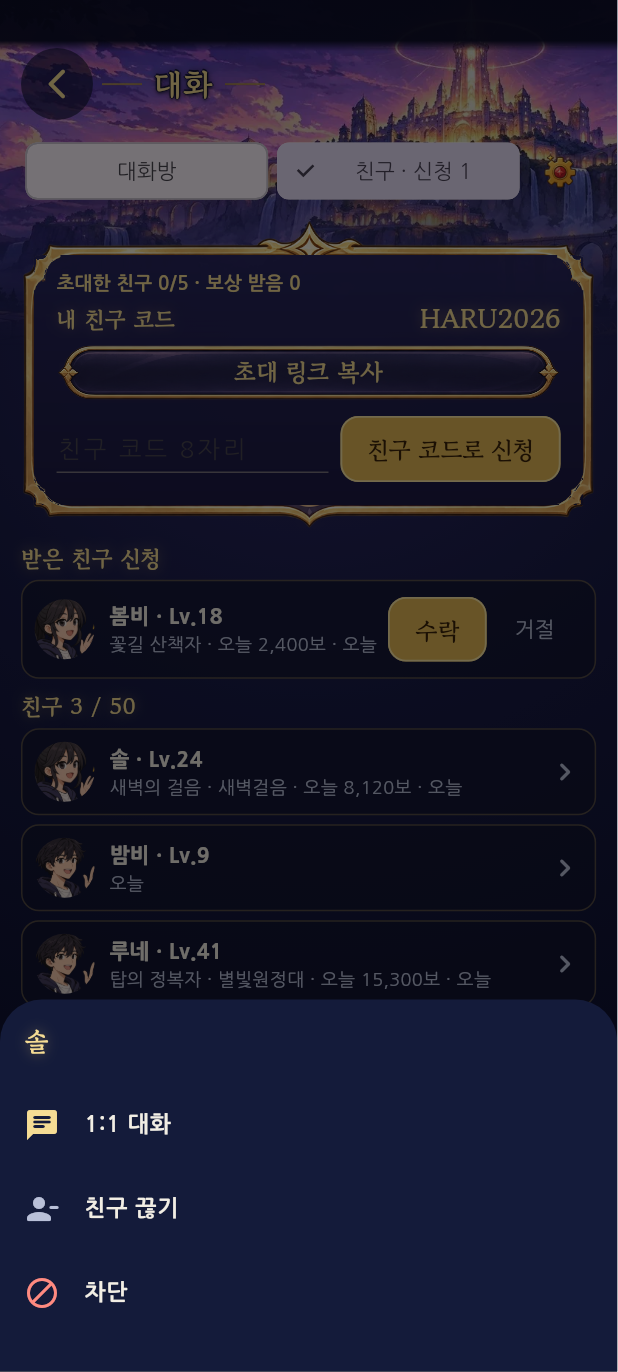 대화
대화방
친구 · 신청 1
초대한 친구 0/5 · 보상 받음 0
내 친구 코드 HARU2026
초대 링크 복사
친구 코드 8자리
친구 코드로 신청
받은 친구 신청
봄비 · Lv.18
꽃길 산책자 · 오늘 2,400보 · 오늘
수락
거절
친구 3 / 50
솔 · Lv.24
새벽의 걸음 · 새벽걸음 · 오늘 8,120보 · 오늘
밤비 · Lv.9
오늘
루네 · Lv.41
탑의 정복자 · 별빛원정대 · 오늘 15,300보 · 오늘
솔
1:1 대화
친구 끊기
차단